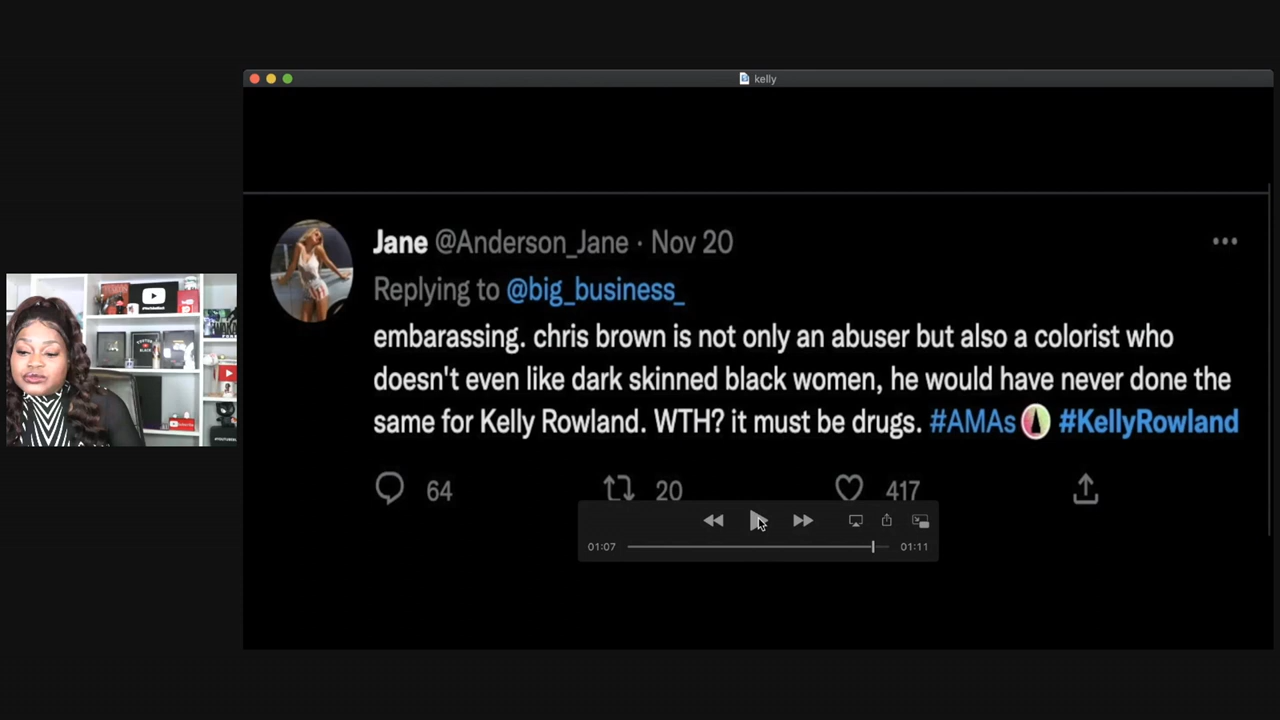 kelly
Jane @Anderson_Jane · Nov 20
Replying to @big_business_
embarassing. chris brown is not only an abuser but also a colorist who
doesn't even like dark skinned black women, he would have never done the
same for Kelly Rowland. WTH? it must be drugs. #AMAs #KellyRowland
64 20 417
01:07 01:11